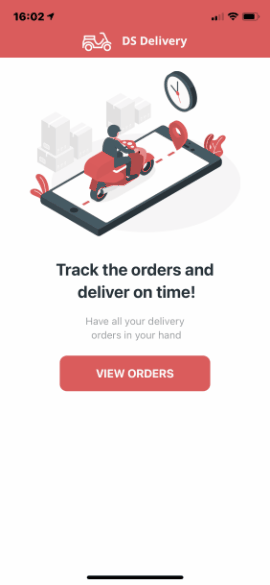 16:02
DS Delivery
Track the orders and
deliver on time!
Have all your delivery
orders in your hand
VIEW ORDERS